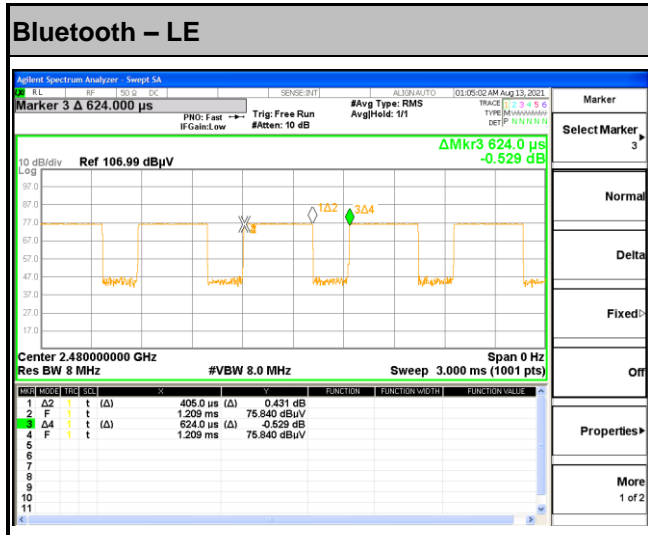 Bluetooth – LE
Agilent Spectrum Analyzer - Swept SA
RL RF 50 Ω DC SENSE:INT ALIGN AUTO 01:05:02 AM Aug 13, 2021
Marker 3 Δ 624.000 µs
PNO: Fast
IFGain:Low
Trig: Free Run
#Atten: 10 dB
#Avg Type: RMS
Avg|Hold: 1/1
TRACE 1 2 3 4 5 6
TYPE M
DET P N N N N N
ΔMkr3 624.0 µs
-0.529 dB
10 dB/div Ref 106.99 dBµV
Log
97.0
87.0
77.0
67.0
57.0
47.0
37.0
27.0
17.0
1Δ2
3Δ4
Center 2.480000000 GHz Span 0 Hz
Res BW 8 MHz #VBW 8.0 MHz Sweep 3.000 ms (1001 pts)
MKR MODE TRC SCL X Y FUNCTION FUNCTION WIDTH FUNCTION VALUE
1 Δ2 1 t (Δ) 405.0 µs (Δ) 0.431 dB
2 F 1 t 1.209 ms 75.840 dBµV
3 Δ4 1 t (Δ) 624.0 µs (Δ) -0.529 dB
4 F 1 t 1.209 ms 75.840 dBµV
5
6
7
8
9
10
11
Marker
Select Marker
3
Normal
Delta
Fixed
Off
Properties
More
1 of 2